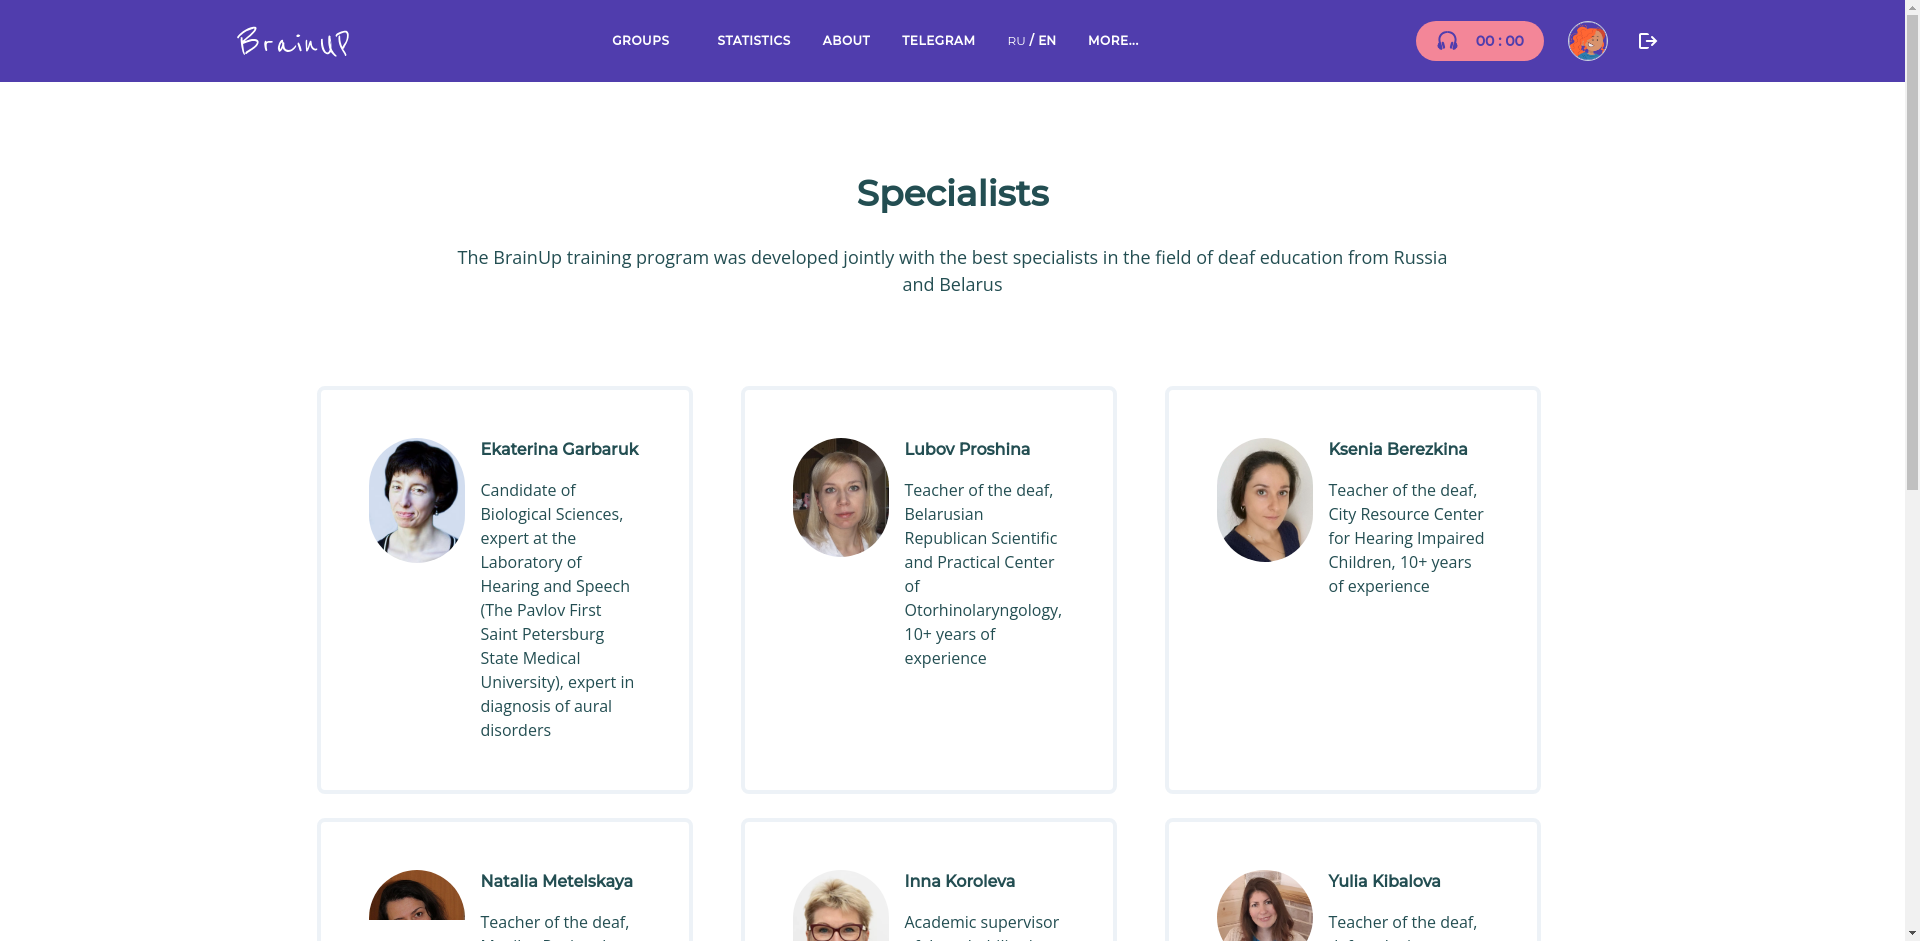 BrainUP
GROUPS STATISTICS ABOUT TELEGRAM RU / EN MORE...
00 : 00
Specialists
The BrainUp training program was developed jointly with the best specialists in the field of deaf education from Russia
and Belarus
Ekaterina Garbaruk
Candidate of
Biological Sciences,
expert at the
Laboratory of
Hearing and Speech
(The Pavlov First
Saint Petersburg
State Medical
University), expert in
diagnosis of aural
disorders
Lubov Proshina
Teacher of the deaf,
Belarusian
Republican Scientific
and Practical Center
of
Otorhinolaryngology,
10+ years of
experience
Ksenia Berezkina
Teacher of the deaf,
City Resource Center
for Hearing Impaired
Children, 10+ years
of experience
Natalia Metelskaya
Teacher of the deaf,
Inna Koroleva
Academic supervisor
Yulia Kibalova
Teacher of the deaf,